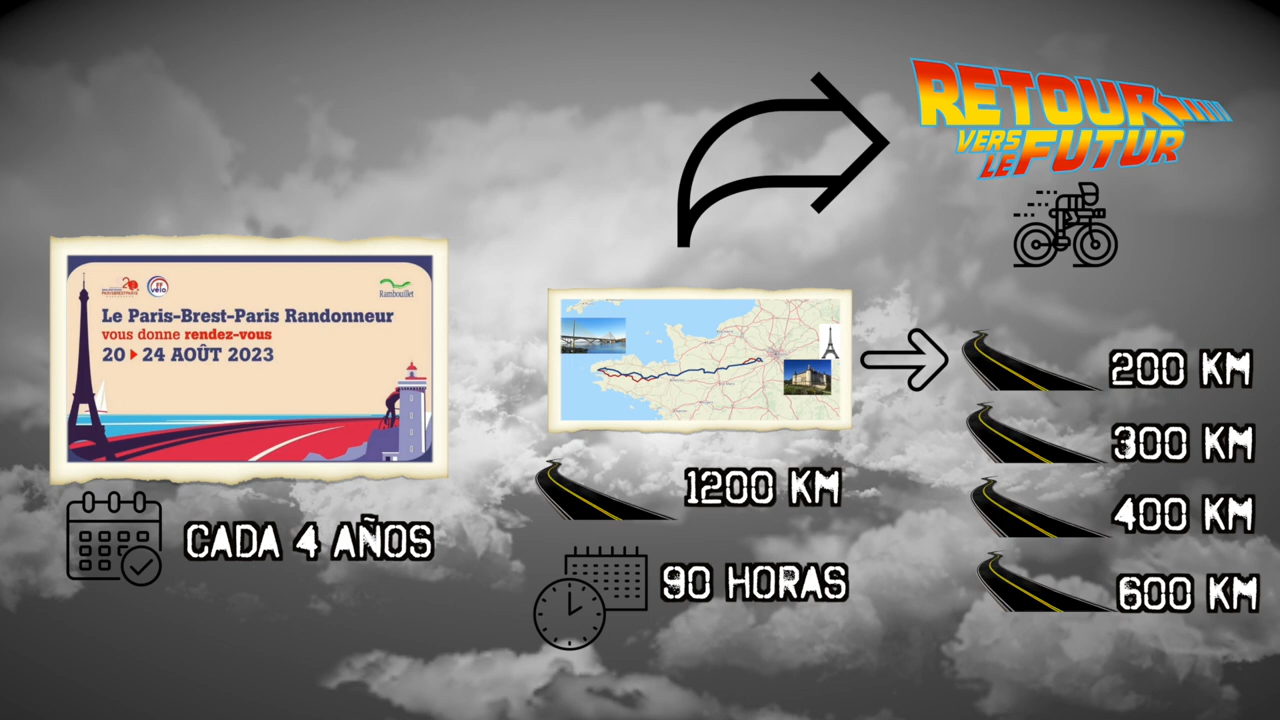 RETOUR
VERS
LE FUTUR
vélo
Rambouillet
Le Paris-Brest-Paris Randonneur
vous donne rendez-vous
20 ▸ 24 AOÛT 2023
CADA 4 AÑOS
1200 KM
90 HORAS
200 KM
300 KM
400 KM
600 KM